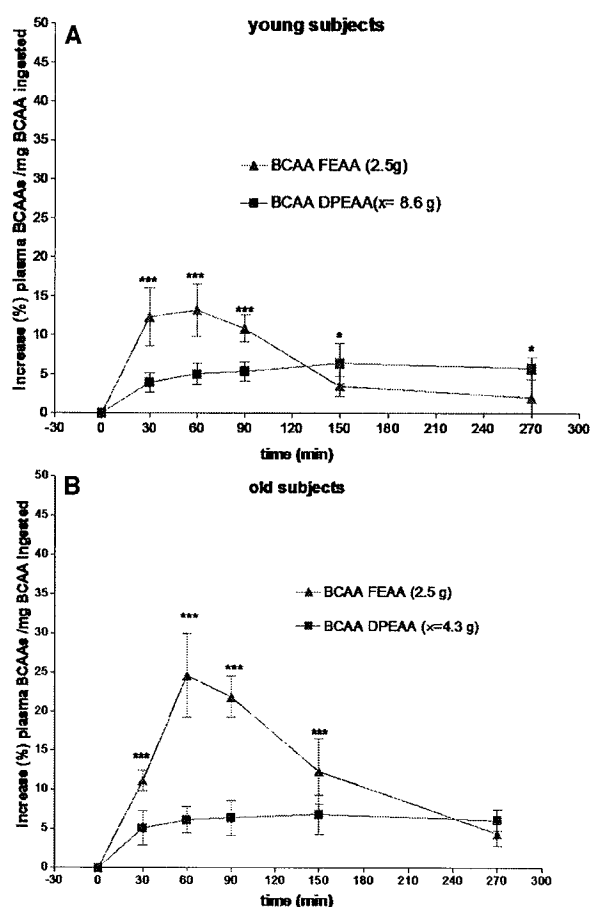 A
young subjects
Increase (%) plasma BCAAs /mg BCAA ingested
50
45
40
35
30
25
20
15
10
5
0
BCAA FEAA (2.5g)
BCAA DPEAA(x= 8.6 g)
***
***
***
*
*
-30 0 30 60 90 120 150 180 210 240 270 300
time (min)
B
old subjects
Increase (%) plasma BCAAs /mg BCAA Ingested
50
45
40
35
30
25
20
15
10
5
0
BCAA FEAA (2.5 g)
BCAA DPEAA (x=4.3 g)
***
***
***
***
-30 0 30 60 90 120 150 180 210 240 270 300
time (min)